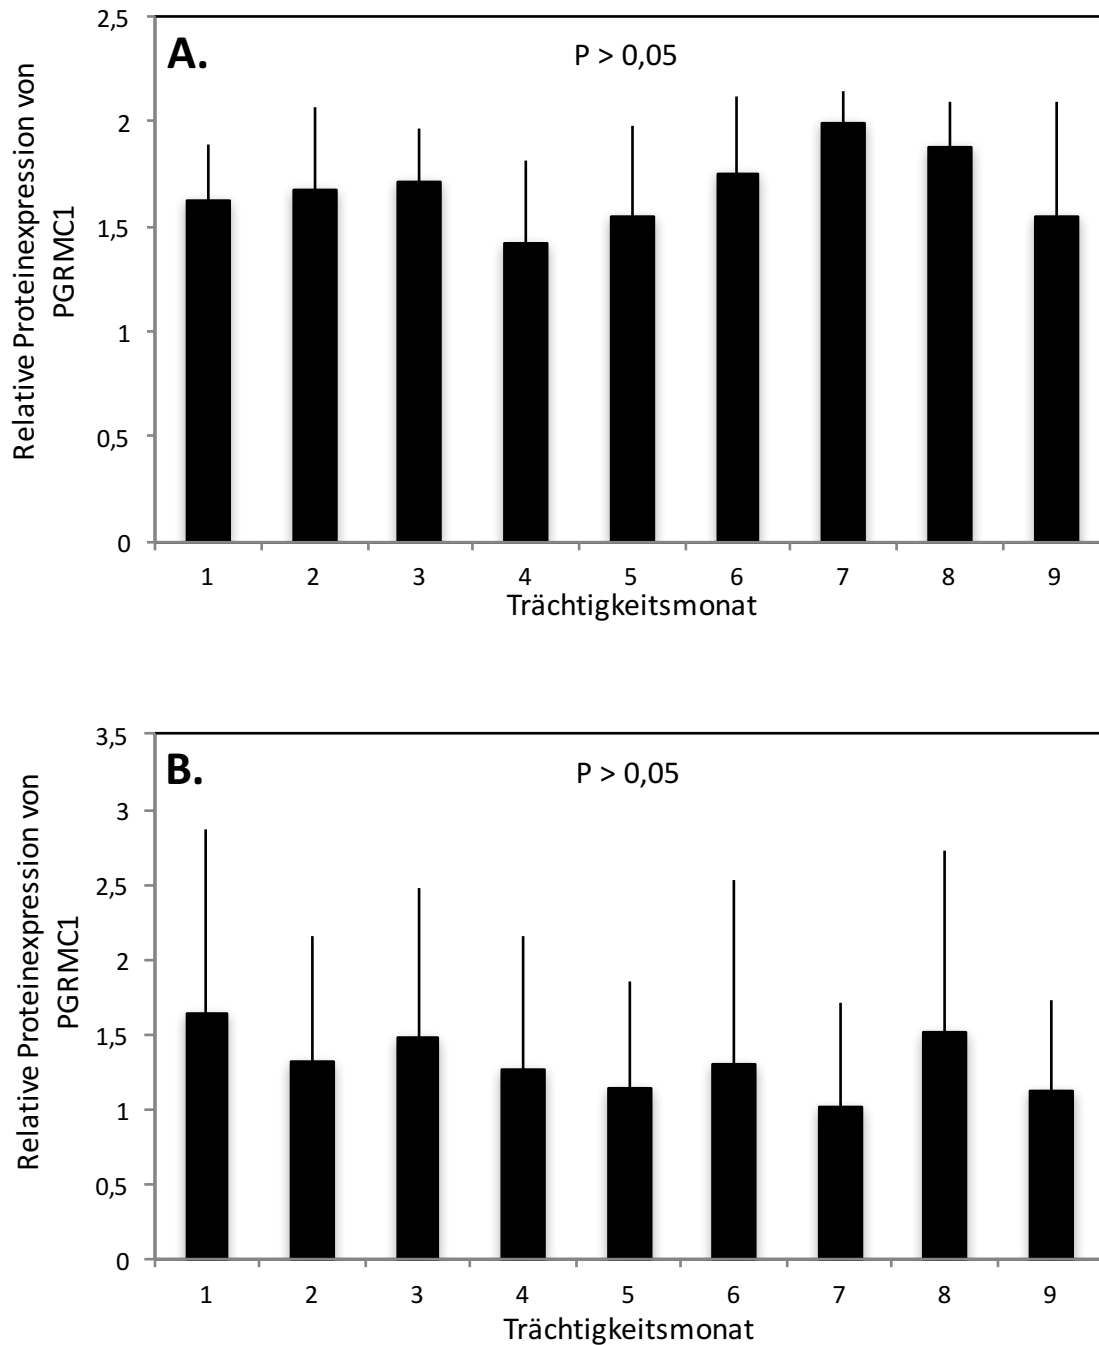 2,5
A.
P > 0,05
2
1,5
1
0,5
0
Relative Proteinexpression von
PGRMC1
1 2 3 4 5 6 7 8 9
Trächtigkeitsmonat
3,5
B.
P > 0,05
3
2,5
2
1,5
1
0,5
0
Relative Proteinexpression von
PGRMC1
1 2 3 4 5 6 7 8 9
Trächtigkeitsmonat